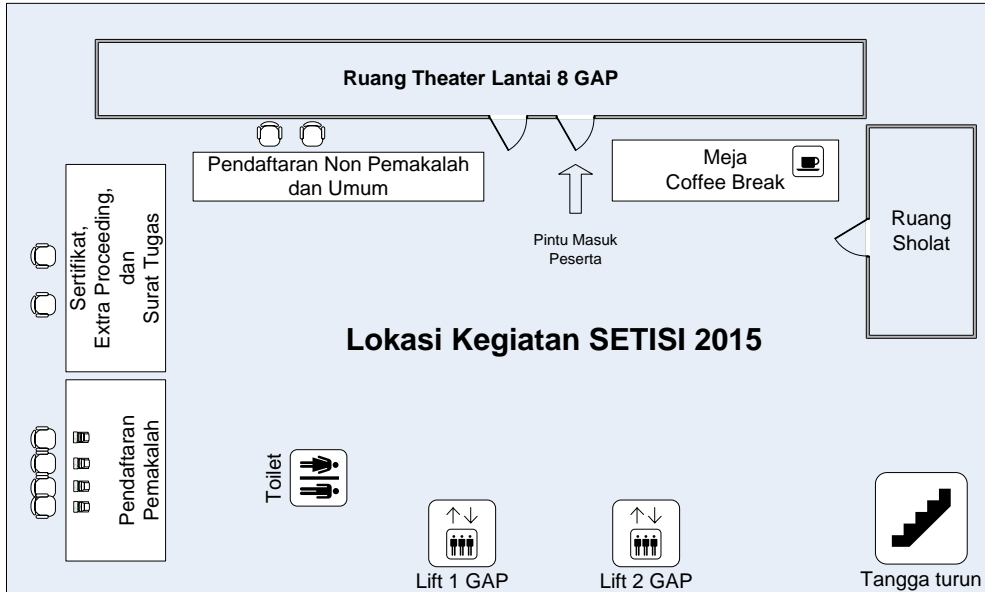 Ruang Theater Lantai 8 GAP
Pendaftaran Non Pemakalah
dan Umum
Meja
Coffee Break
Pintu Masuk
Peserta
Ruang
Sholat
Sertifikat,
Extra Proceeding,
dan
Surat Tugas
Lokasi Kegiatan SETISI 2015
Pendaftaran
Pemakalah
Toilet
Lift 1 GAP
Lift 2 GAP
Tangga turun